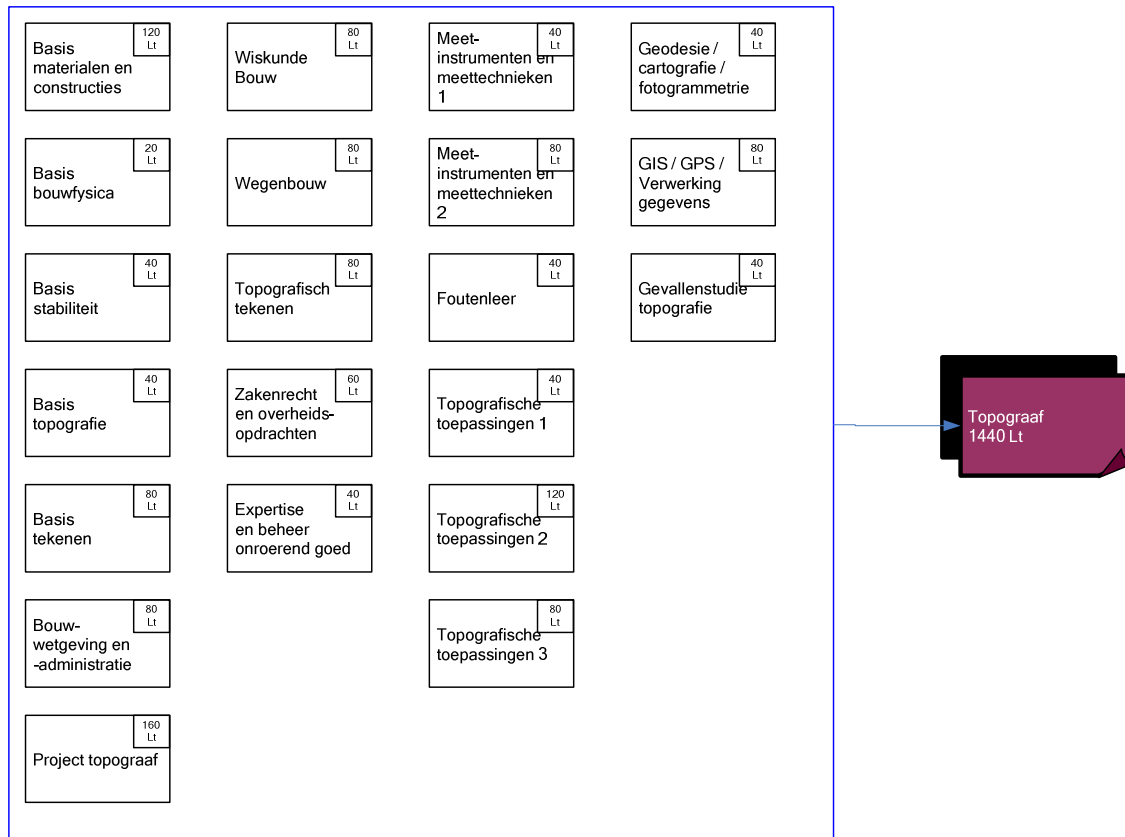 120
Lt
Basis
materialen en
constructies
80
Lt
Wiskunde
Bouw
40
Lt
Meet-
instrumenten en
meettechnieken
1
40
Lt
Geodesie /
cartografie /
fotogrammetrie
20
Lt
Basis
bouwfysica
80
Lt
Wegenbouw
80
Lt
Meet-
instrumenten en
meettechnieken
2
80
Lt
GIS / GPS /
Verwerking
gegevens
40
Lt
Basis
stabiliteit
80
Lt
Topografisch
tekenen
40
Lt
Foutenleer
40
Lt
Gevallenstudie
topografie
40
Lt
Basis
topografie
60
Lt
Zakenrecht
en overheids-
opdrachten
40
Lt
Topografische
toepassingen 1
Topograaf
1440 Lt
80
Lt
Basis
tekenen
40
Lt
Expertise
en beheer
onroerend goed
120
Lt
Topografische
toepassingen 2
80
Lt
Bouw-
wetgeving en
-administratie
80
Lt
Topografische
toepassingen 3
160
Lt
Project topograaf